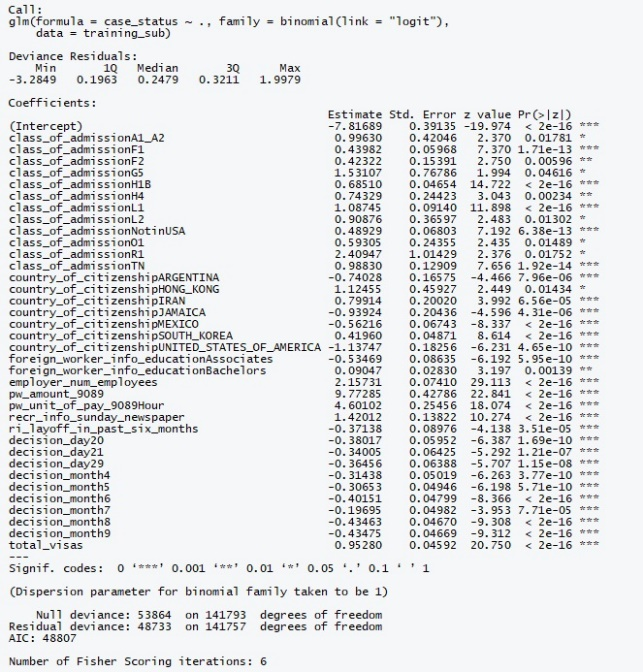 Call:
glm(formula = case_status ~ ., family = binomial(link = "logit"),
    data = training_sub)
Deviance Residuals:
    Min       1Q   Median       3Q      Max
-3.2849   0.1963   0.2479   0.3211   1.9979
Coefficients:
Estimate Std. Error z value Pr(>|z|)
(Intercept) -7.81689 0.39135 -19.974 < 2e-16 ***
class_of_admissionA1_A2 0.99630 0.42046 2.370 0.01781 *
class_of_admissionF1 0.43982 0.05968 7.370 1.71e-13 ***
class_of_admissionF2 0.42322 0.15391 2.750 0.00596 **
class_of_admissionG5 1.53107 0.76786 1.994 0.04616 *
class_of_admissionH1B 0.68510 0.04654 14.722 < 2e-16 ***
class_of_admissionH4 0.74329 0.24423 3.043 0.00234 **
class_of_admissionL1 1.08745 0.09140 11.898 < 2e-16 ***
class_of_admissionL2 0.90876 0.36597 2.483 0.01302 *
class_of_admissionNotinUSA 0.48929 0.06803 7.192 6.38e-13 ***
class_of_admissionO1 0.59305 0.24355 2.435 0.01489 *
class_of_admissionR1 2.40970 1.01429 2.376 0.01752 *
class_of_admissionTN 0.98830 0.12909 7.656 1.92e-14 ***
country_of_citizenshipARGENTINA -0.74028 0.16575 -4.466 7.96e-06 ***
country_of_citizenshipHONG_KONG 1.12455 0.45927 2.449 0.01434 *
country_of_citizenshipIRAN 0.79914 0.20020 3.992 6.56e-05 ***
country_of_citizenshipJAMAICA -0.93924 0.20436 -4.596 4.31e-06 ***
country_of_citizenshipMEXICO -0.56216 0.06743 -8.337 < 2e-16 ***
country_of_citizenshipSOUTH_KOREA 0.41960 0.04871 8.614 < 2e-16 ***
country_of_citizenshipUNITED_STATES_OF_AMERICA -1.13747 0.18256 -6.231 4.65e-10 ***
foreign_worker_info_educationAssociates -0.53469 0.08635 -6.192 5.95e-10 ***
foreign_worker_info_educationBachelors 0.09047 0.02830 3.197 0.00139 **
employer_num_employees 2.15731 0.07410 29.113 < 2e-16 ***
pw_amount_9089 9.77285 0.42786 22.841 < 2e-16 ***
pw_unit_of_pay_9089Hour 4.60102 0.25456 18.074 < 2e-16 ***
recr_info_sunday_newspaper 1.42012 0.13822 10.274 < 2e-16 ***
ri_layoff_in_past_six_months -0.37138 0.08976 -4.138 3.51e-05 ***
decision_day20 -0.38017 0.05952 -6.387 1.69e-10 ***
decision_day21 -0.34005 0.06425 -5.292 1.21e-07 ***
decision_day29 -0.36456 0.06388 -5.707 1.15e-08 ***
decision_month4 -0.31438 0.05019 -6.263 3.77e-10 ***
decision_month5 -0.30653 0.04946 -6.198 5.71e-10 ***
decision_month6 -0.40151 0.04799 -8.366 < 2e-16 ***
decision_month7 -0.19695 0.04982 -3.953 7.71e-05 ***
decision_month8 -0.43463 0.04670 -9.308 < 2e-16 ***
decision_month9 -0.43475 0.04669 -9.312 < 2e-16 ***
total_visas 0.95280 0.04592 20.750 < 2e-16 ***
---
Signif. codes:  0 ‘***’ 0.001 ‘**’ 0.01 ‘*’ 0.05 ‘.’ 0.1 ‘ ’ 1
(Dispersion parameter for binomial family taken to be 1)
    Null deviance: 53864  on 141793  degrees of freedom
Residual deviance: 48733  on 141757  degrees of freedom
AIC: 48807
Number of Fisher Scoring iterations: 6